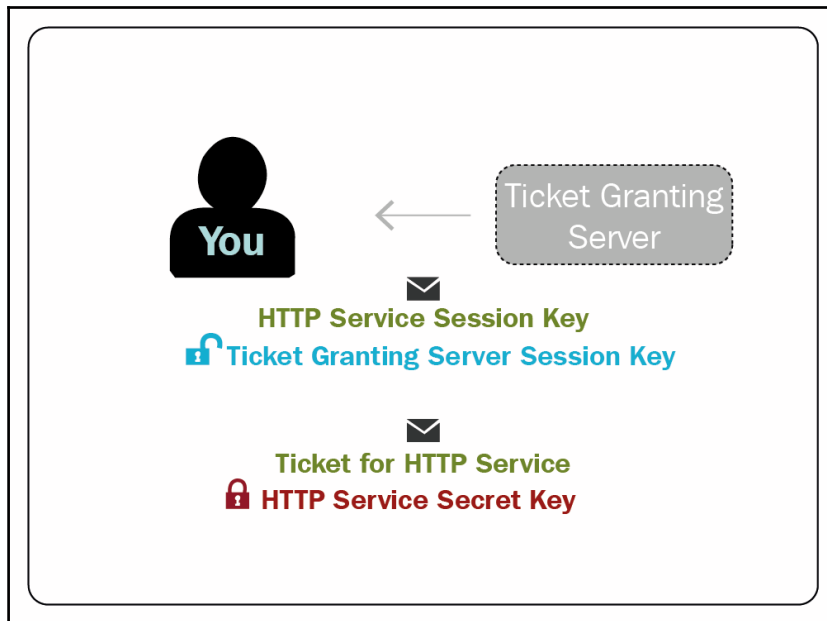 You
Ticket Granting
Server
HTTP Service Session Key
Ticket Granting Server Session Key
Ticket for HTTP Service
HTTP Service Secret Key